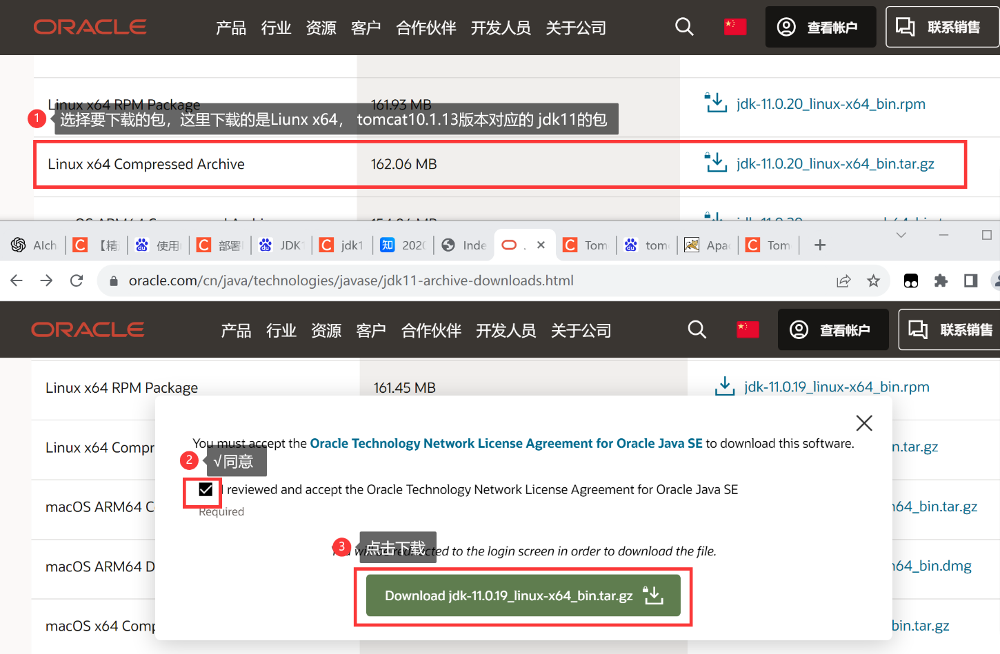 ORACLE 产品 行业 资源 客户 合作伙伴 开发人员 关于公司 查看帐户 联系销售
Linux x64 RPM Package 161.93 MB jdk-11.0.20_linux-x64_bin.rpm
1 选择要下载的包，这里下载的是Liunx x64， tomcat10.1.13版本对应的 jdk11的包
Linux x64 Compressed Archive 162.06 MB jdk-11.0.20_linux-x64_bin.tar.gz
Alch 【精 使用 部署 JDK1 jdk1 知 2020 Inde . Tom tom Apa Tom
oracle.com/cn/java/technologies/javase/jdk11-archive-downloads.html
ORACLE 产品 行业 资源 客户 合作伙伴 开发人员 关于公司 查看帐户 联系销售
Linux x64 RPM Package 161.45 MB jdk-11.0.19_linux-x64_bin.rpm
You must accept the Oracle Technology Network License Agreement for Oracle Java SE to download this software.
Linux x64 Compr n.tar.gz
2 √同意
reviewed and accept the Oracle Technology Network License Agreement for Oracle Java SE
macOS ARM64 C 64_bin.tar.gz
Required
3 点击下载
to the login screen in order to download the file.
macOS ARM64 D 64_bin.dmg
Download jdk-11.0.19_linux-x64_bin.tar.gz
macOS x64 Comp bin.tar.gz